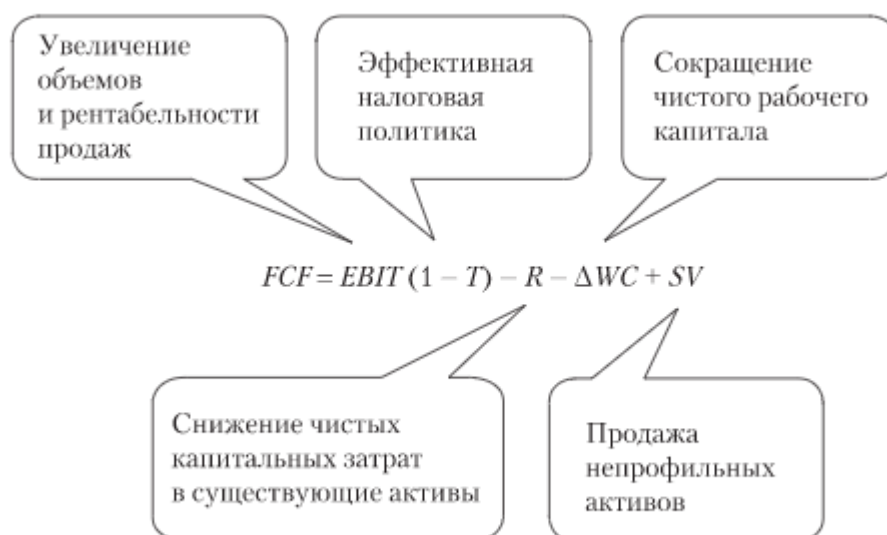 Увеличение
объемов
и рентабельности
продаж
Эффективная
налоговая
политика
Сокращение
чистого рабочего
капитала
FCF = EBIT (1 – T) – R – ΔWC + SV
Снижение чистых
капитальных затрат
в существующие активы
Продажа
непрофильных
активов